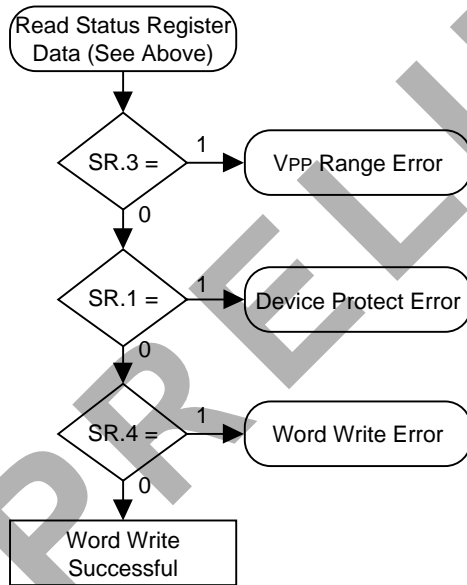 Read Status Register
Data (See Above)
SR.3 =
1
VPP Range Error
0
SR.1 =
1
Device Protect Error
0
SR.4 =
1
Word Write Error
0
Word Write
Successful
PRELI